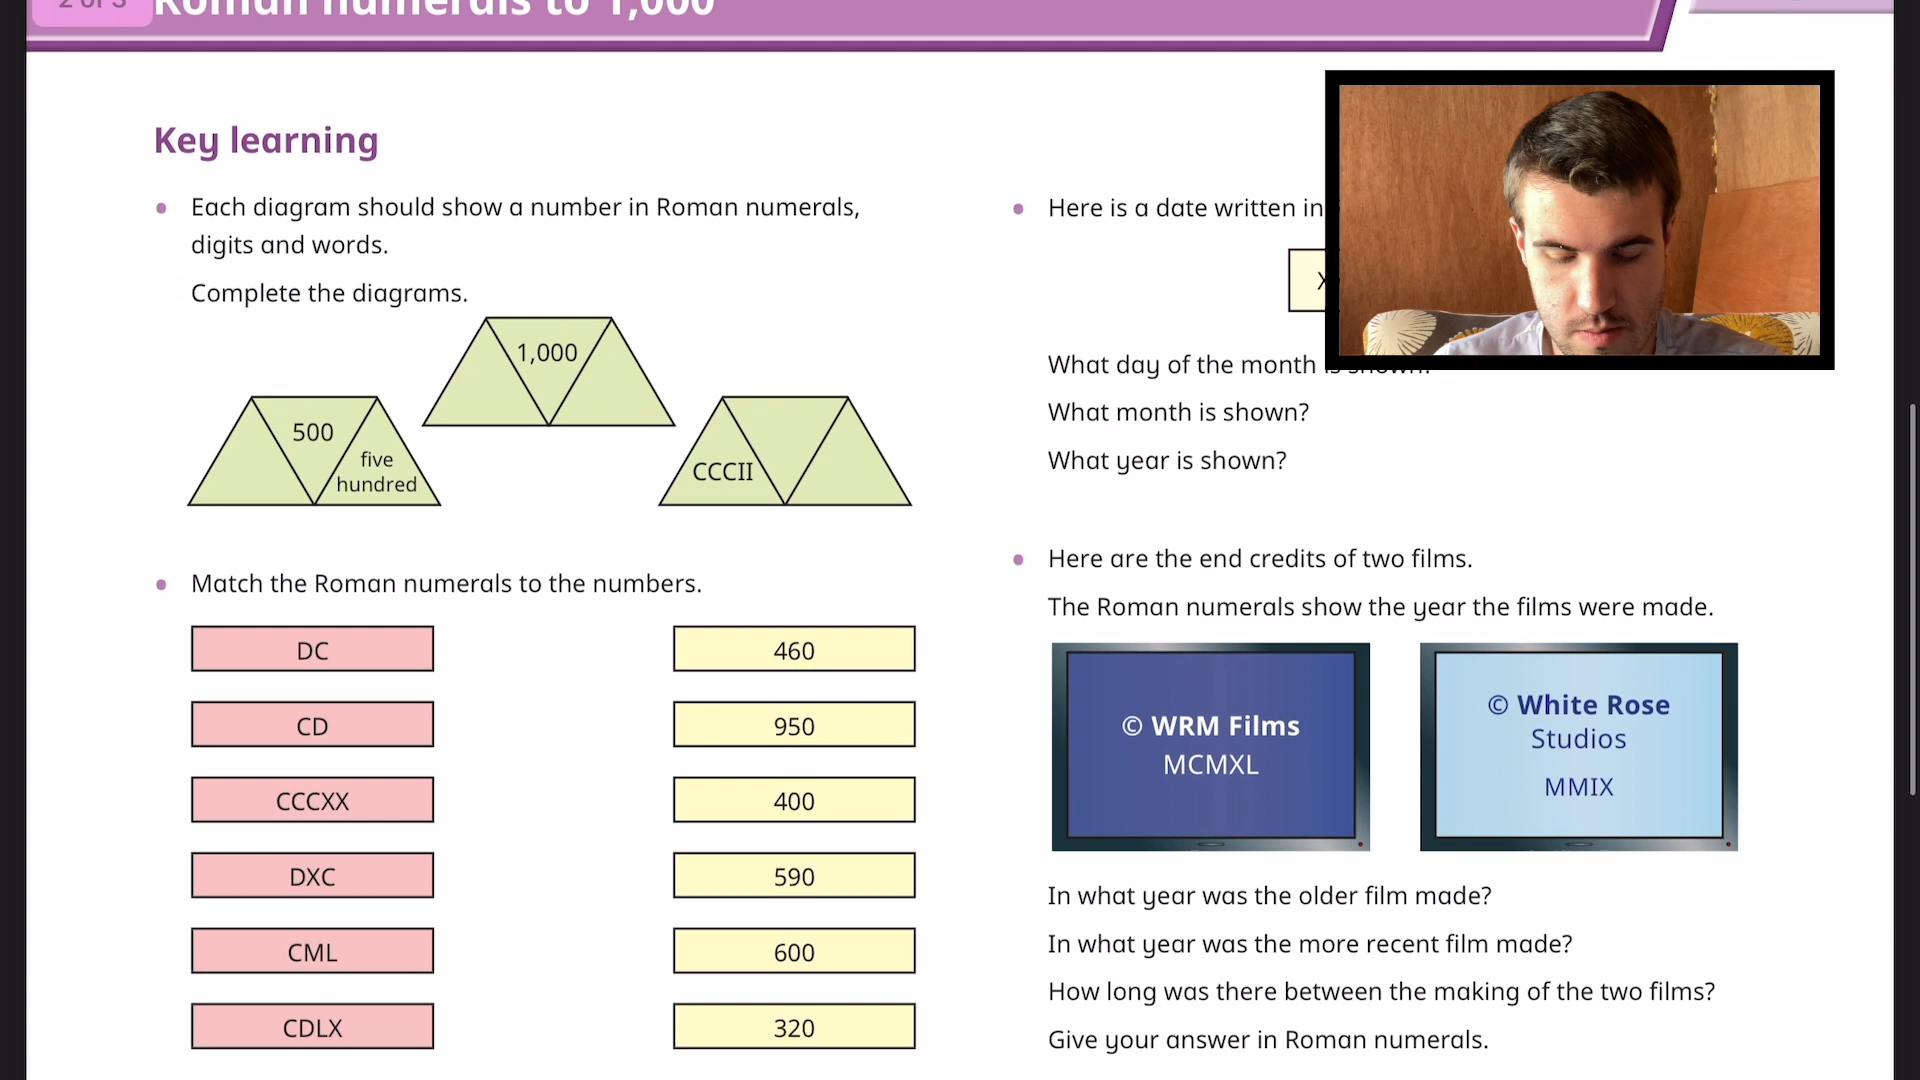 2 of 3
Roman numerals to 1,000
Key learning
Each diagram should show a number in Roman numerals,
digits and words.
Complete the diagrams.
1,000
500
five
hundred
CCCII
Match the Roman numerals to the numbers.
DC
460
CD
950
CCCXX
400
DXC
590
CML
600
CDLX
320
Here is a date written in
X
What day of the month is shown?
What month is shown?
What year is shown?
Here are the end credits of two films.
The Roman numerals show the year the films were made.
© WRM Films
MCMXL
© White Rose
Studios
MMIX
In what year was the older film made?
In what year was the more recent film made?
How long was there between the making of the two films?
Give your answer in Roman numerals.